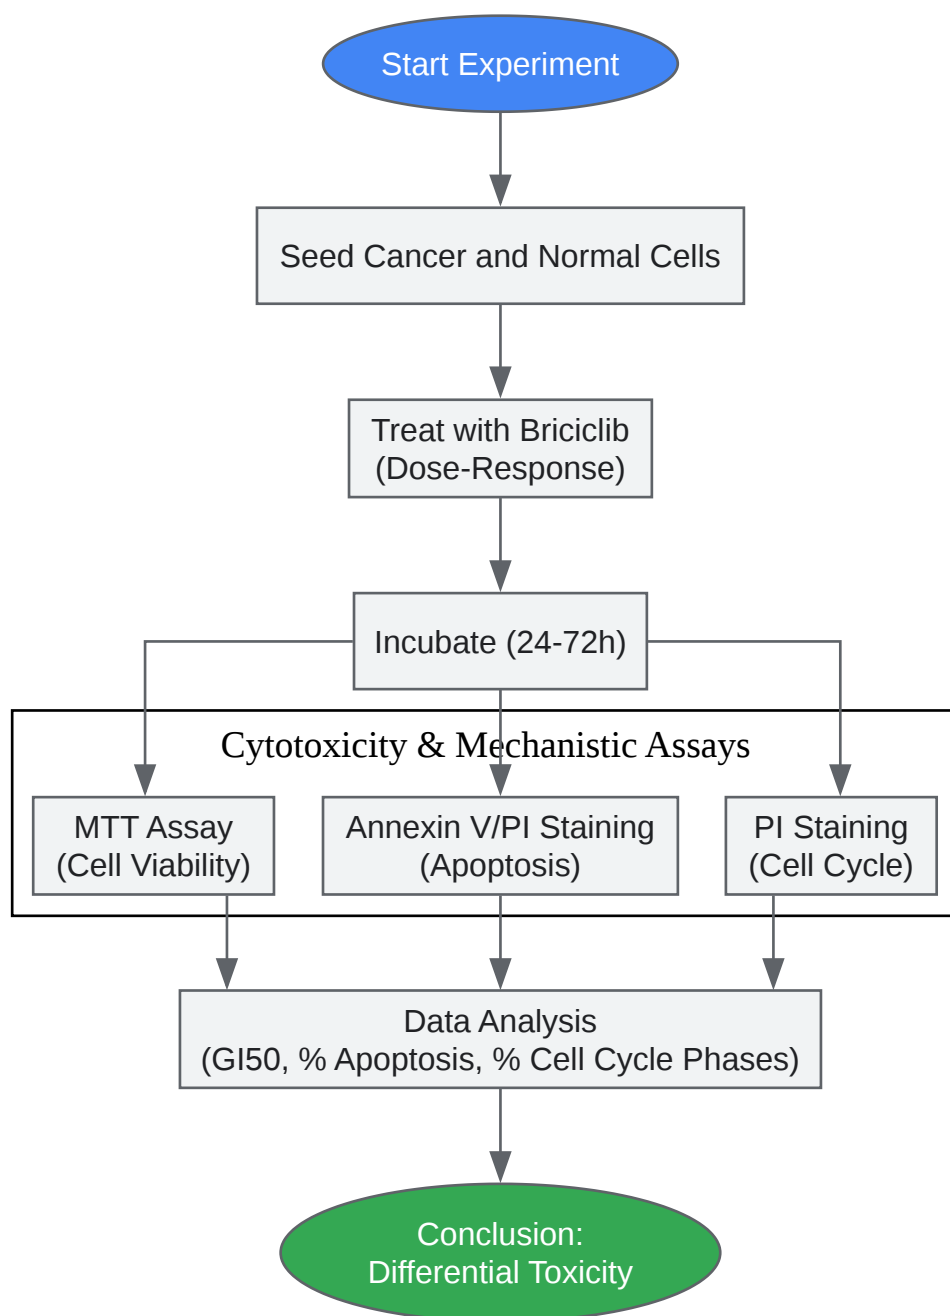 Start Experiment
Seed Cancer and Normal Cells
Treat with Briciclib
(Dose-Response)
Incubate (24-72h)
Cytotoxicity & Mechanistic Assays
MTT Assay
(Cell Viability)
Annexin V/PI Staining
(Apoptosis)
PI Staining
(Cell Cycle)
Data Analysis
(GI50, % Apoptosis, % Cell Cycle Phases)
Conclusion:
Differential Toxicity